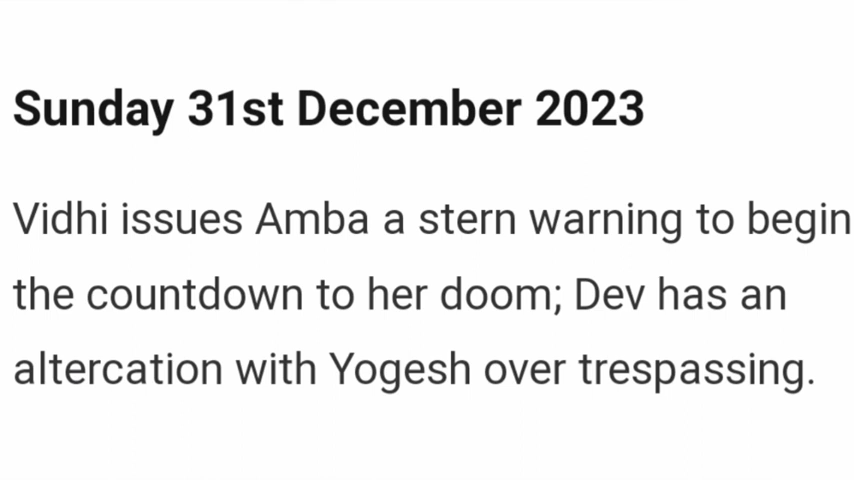 Sunday 31st December 2023
Vidhi issues Amba a stern warning to begin
the countdown to her doom; Dev has an
altercation with Yogesh over trespassing.